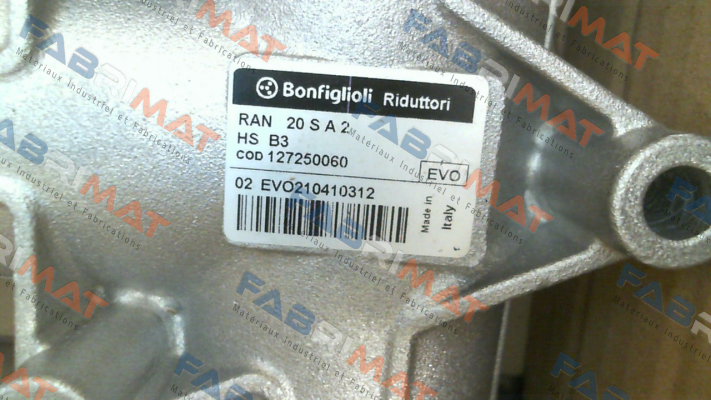 Bonfiglioli Riduttori
RAN 20 S A 2
HS B3
COD 127250060
EVO
02 EVO210410312
Made in
Italy
FABRIMAT
Materiaux Industriel et Fabrications